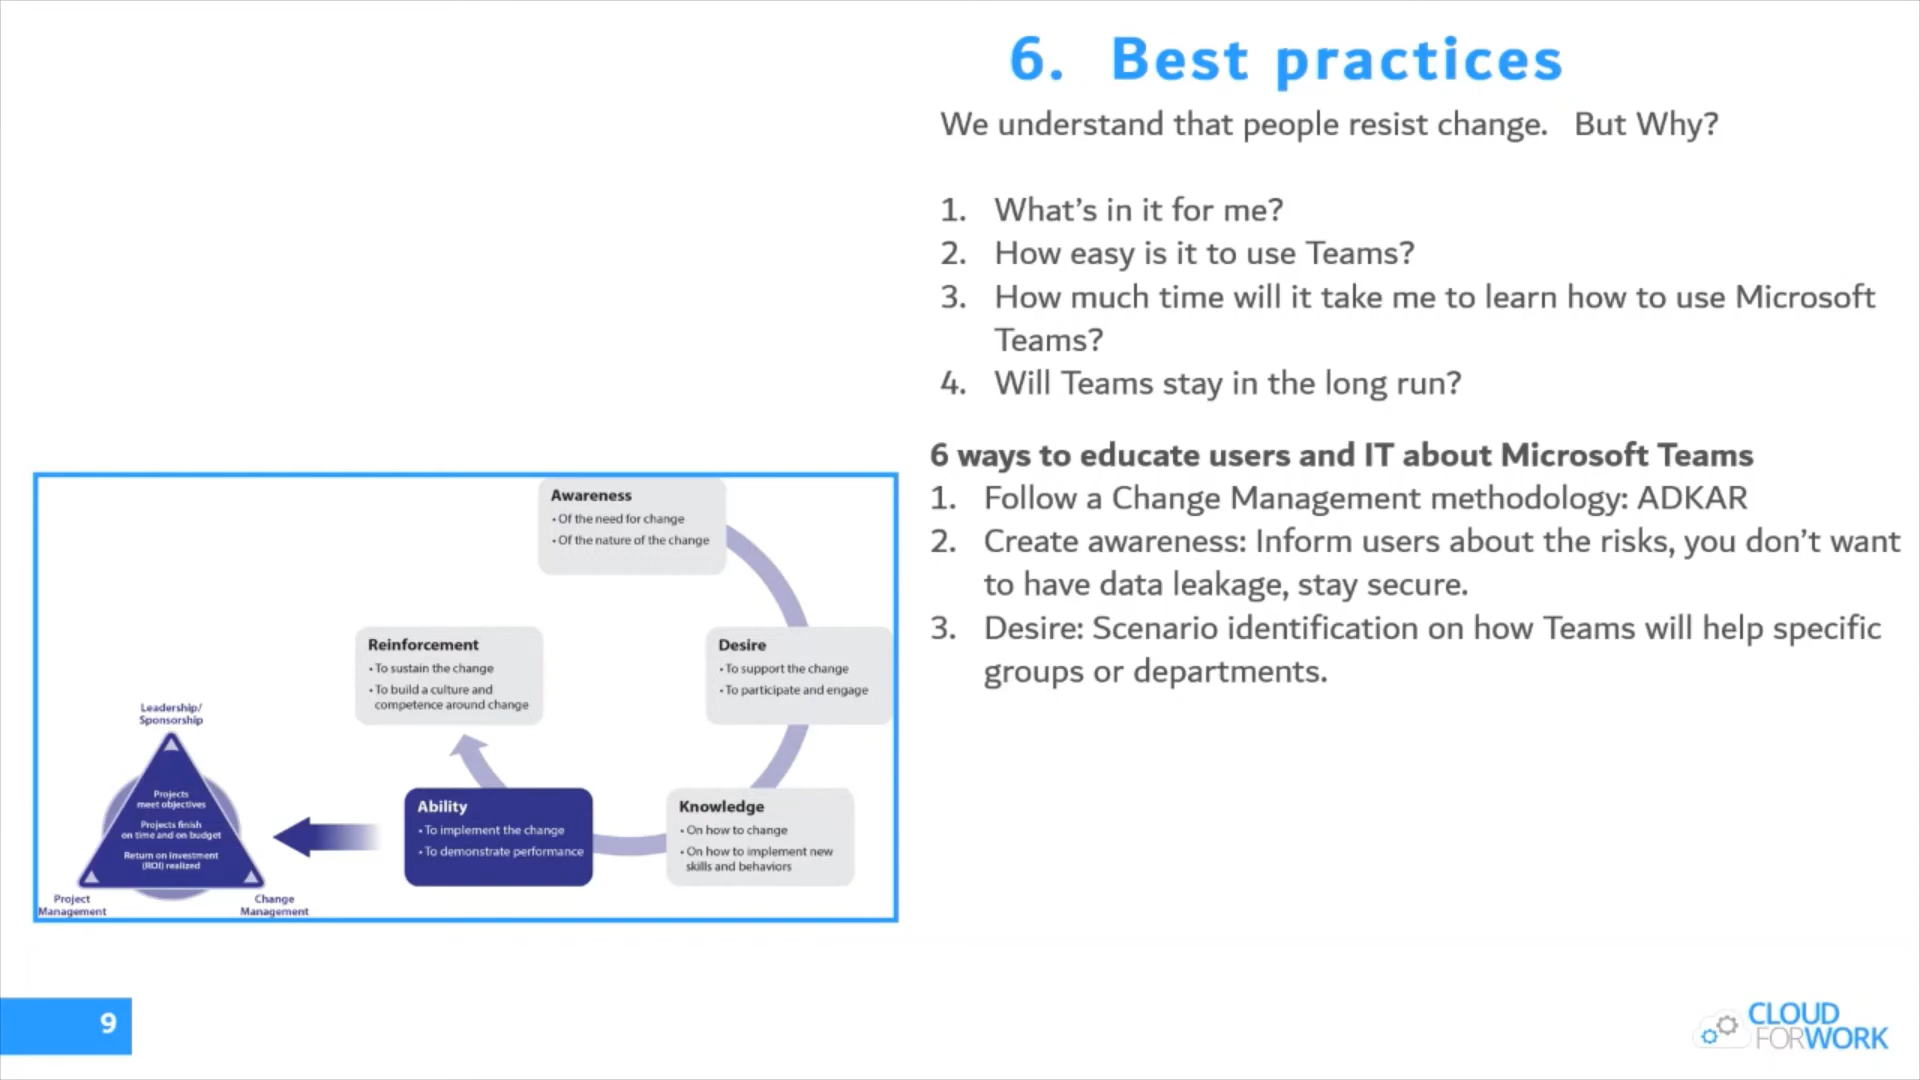 6. Best practices
We understand that people resist change. But Why?
1. What’s in it for me?
2. How easy is it to use Teams?
3. How much time will it take me to learn how to use Microsoft
Teams?
4. Will Teams stay in the long run?
6 ways to educate users and IT about Microsoft Teams
1. Follow a Change Management methodology: ADKAR
2. Create awareness: Inform users about the risks, you don’t want
to have data leakage, stay secure.
3. Desire: Scenario identification on how Teams will help specific
groups or departments.
Awareness
• Of the need for change
• Of the nature of the change
Desire
• To support the change
• To participate and engage
Knowledge
• On how to change
• On how to implement new
skills and behaviors
Ability
• To implement the change
• To demonstrate performance
Reinforcement
• To sustain the change
• To build a culture and
competence around change
Leadership/
Sponsorship
Projects
meet objectives
Projects finish
on time and on budget
Return on investment
(ROI) realized
Project
Management
Change
Management
9
CLOUD
FORWORK